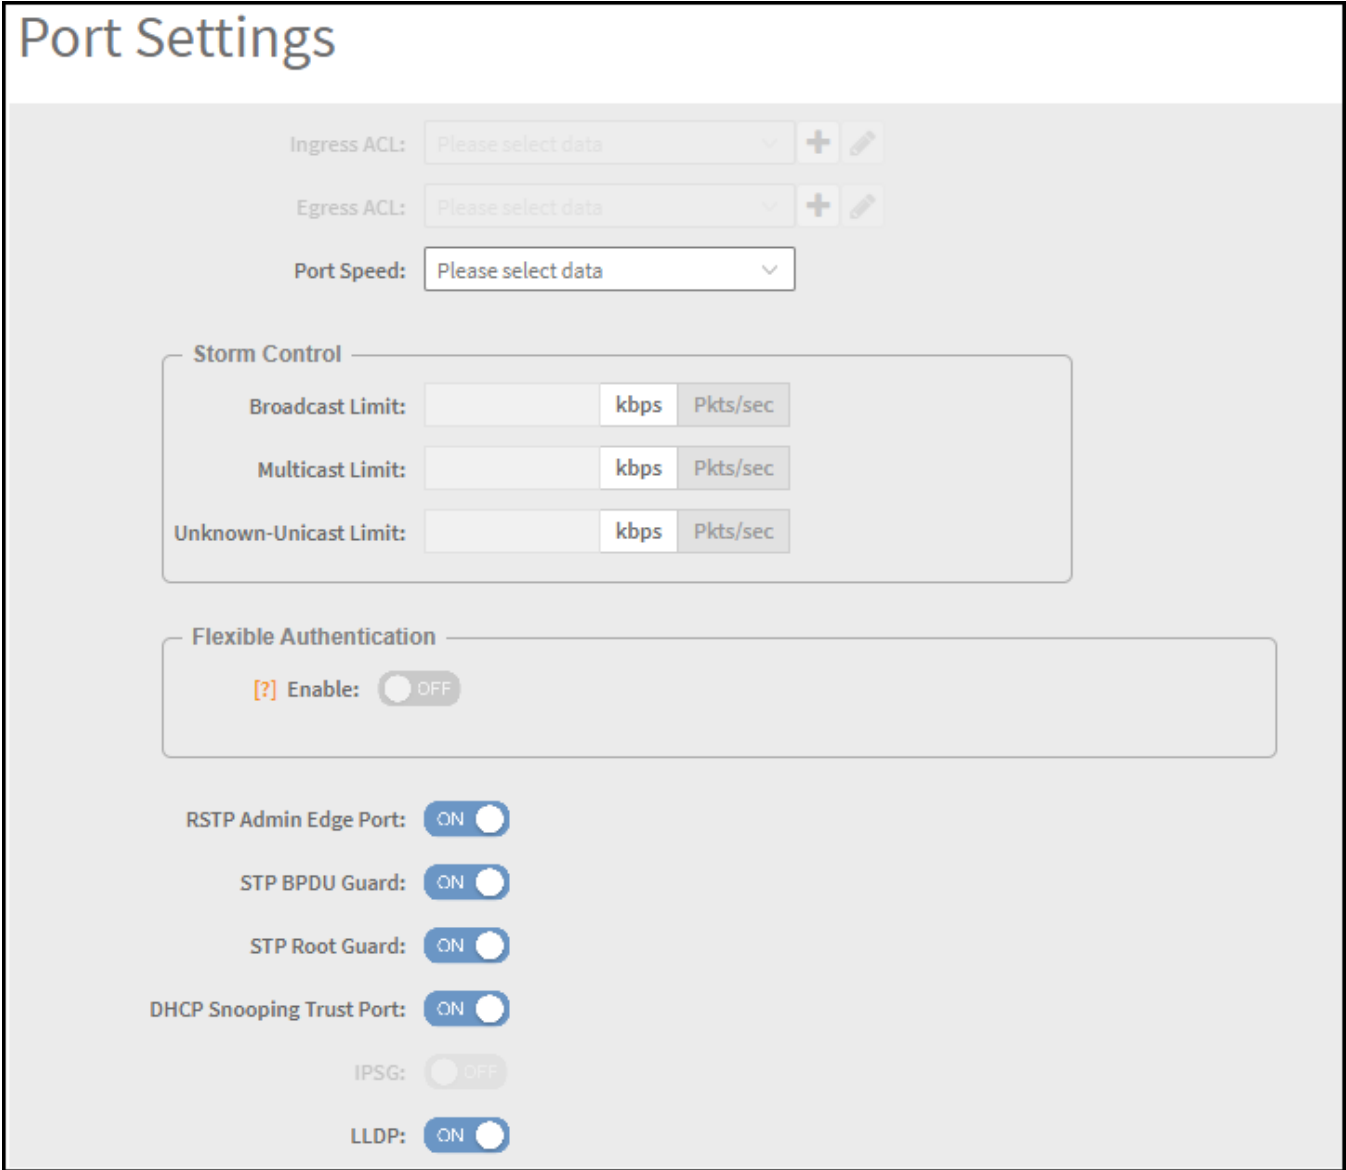 Port Settings
Ingress ACL: Please select data
Egress ACL: Please select data
Port Speed: Please select data
Storm Control
Broadcast Limit: kbps Pkts/sec
Multicast Limit: kbps Pkts/sec
Unknown-Unicast Limit: kbps Pkts/sec
Flexible Authentication
[?] Enable: OFF
RSTP Admin Edge Port: ON
STP BPDU Guard: ON
STP Root Guard: ON
DHCP Snooping Trust Port: ON
IPSG: OFF
LLDP: ON